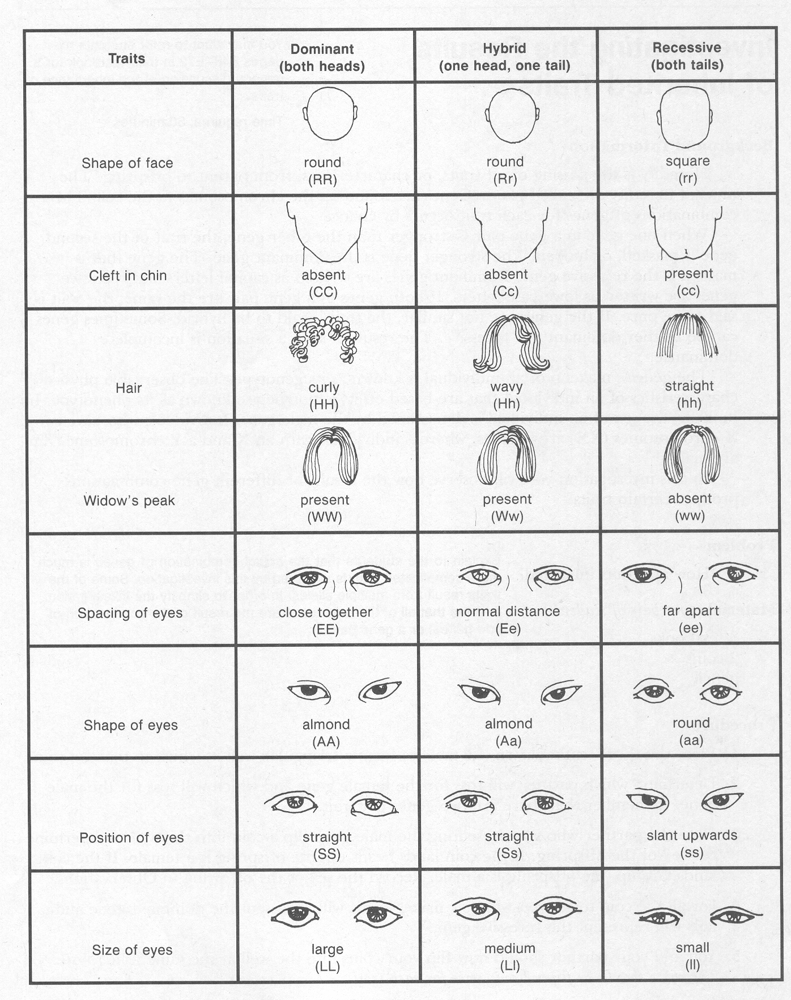 Traits
Dominant
(both heads)
Hybrid
(one head, one tail)
Recessive
(both tails)
Shape of face
round
(RR)
round
(Rr)
square
(rr)
Cleft in chin
absent
(CC)
absent
(Cc)
present
(cc)
Hair
curly
(HH)
wavy
(Hh)
straight
(hh)
Widow's peak
present
(WW)
present
(Ww)
absent
(ww)
Spacing of eyes
close together
(EE)
normal distance
(Ee)
far apart
(ee)
Shape of eyes
almond
(AA)
almond
(Aa)
round
(aa)
Position of eyes
straight
(SS)
straight
(Ss)
slant upwards
(ss)
Size of eyes
large
(LL)
medium
(Ll)
small
(ll)